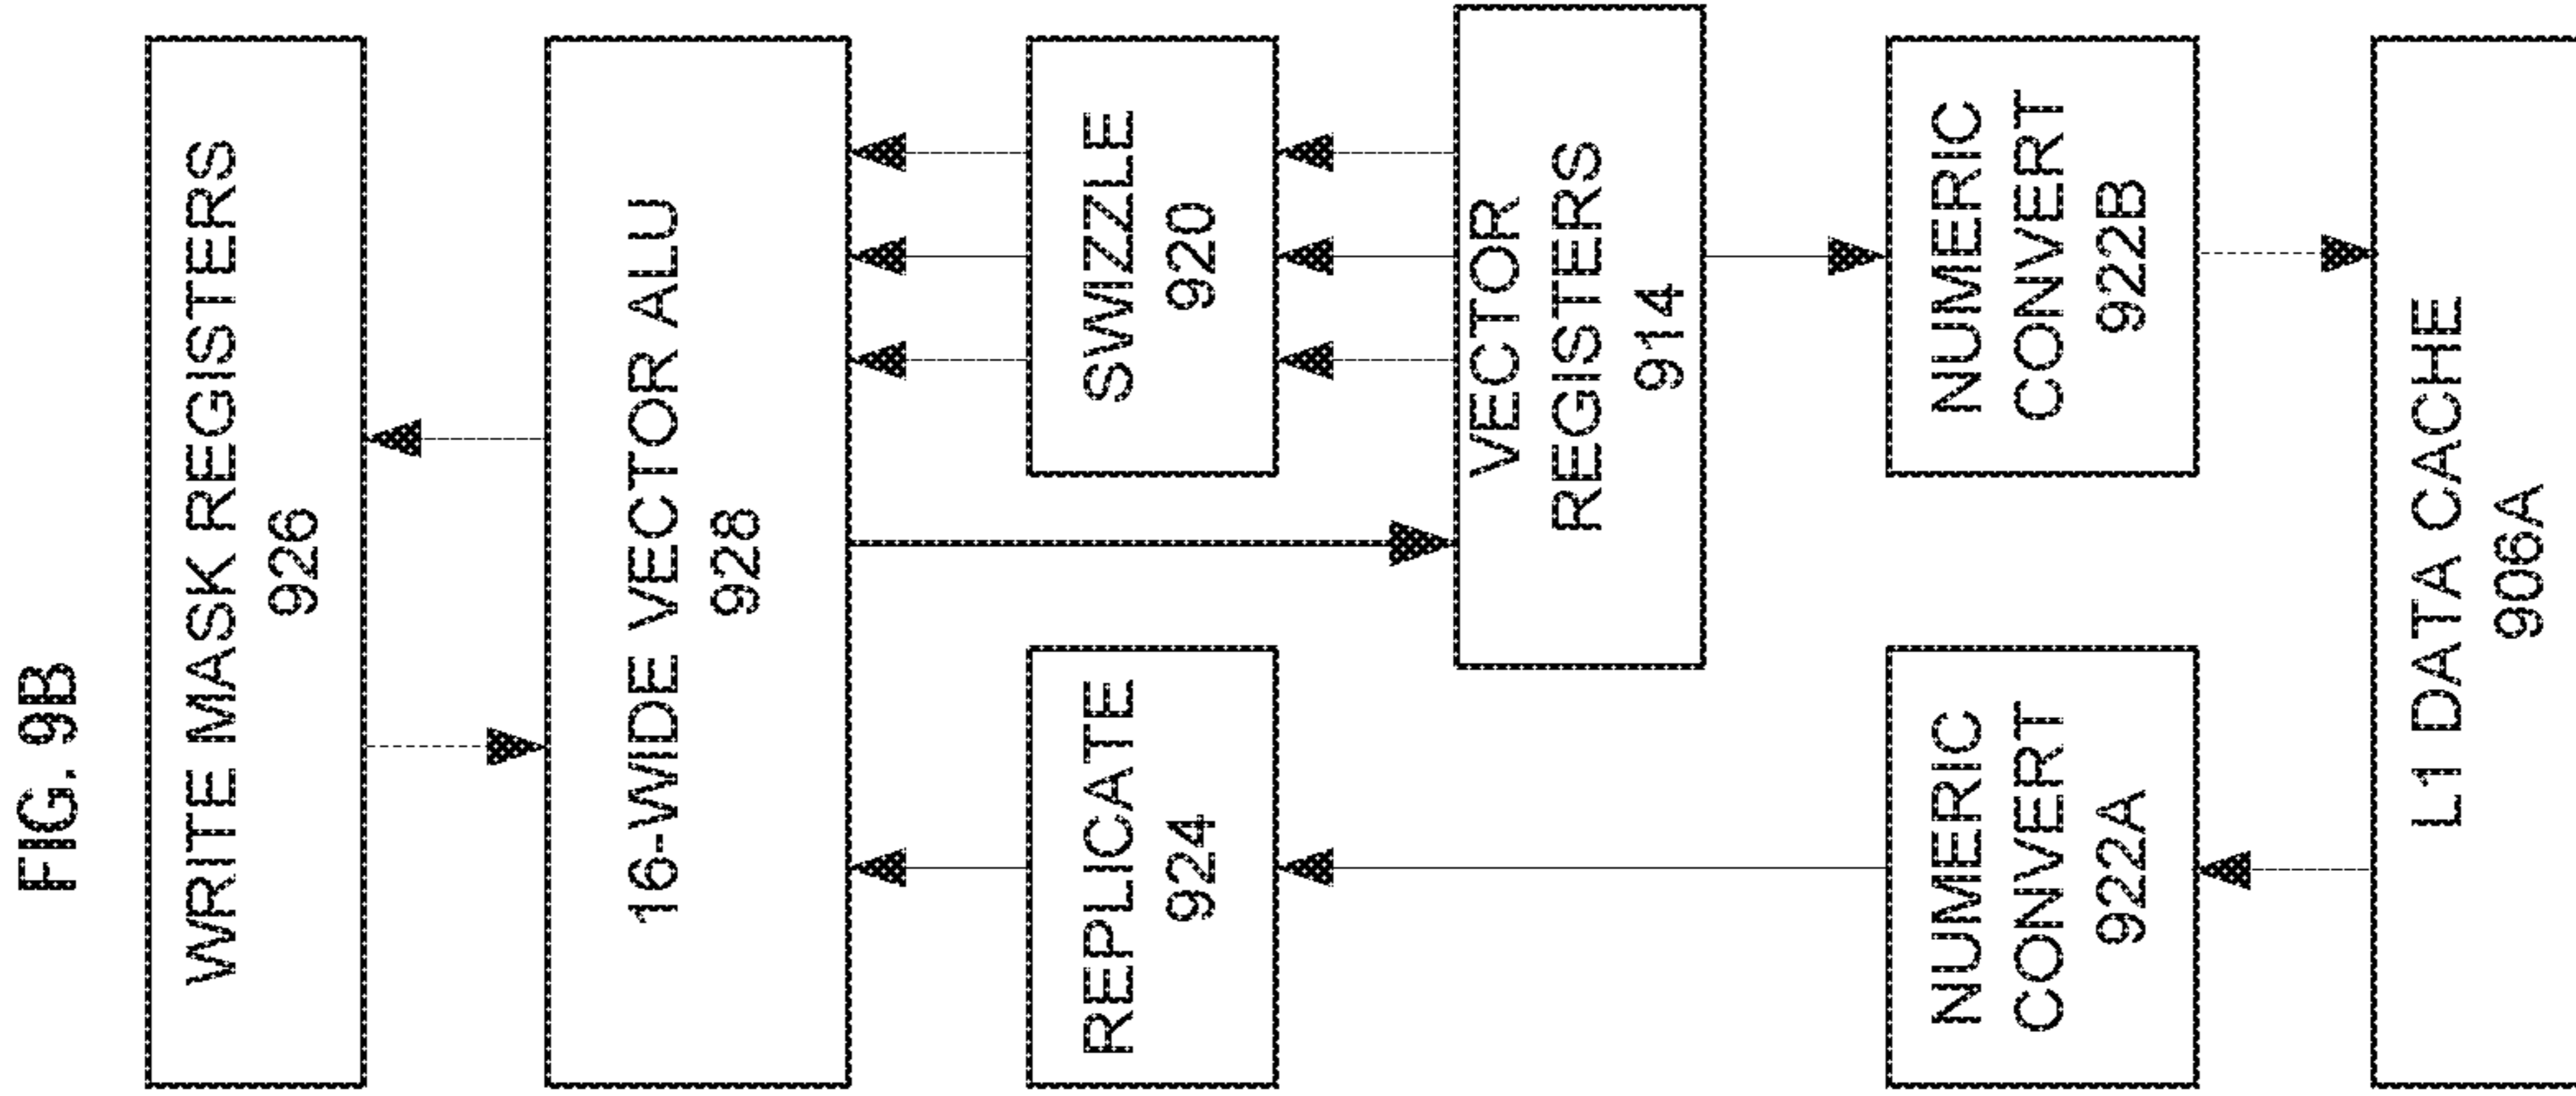 FIG. 9B
WRITE MASK REGISTERS
926
16-WIDE VECTOR ALU
928
REPLICATE
924
SWIZZLE
920
VECTOR
REGISTERS
914
NUMERIC
CONVERT
922A
NUMERIC
CONVERT
922B
L1 DATA CACHE
906A